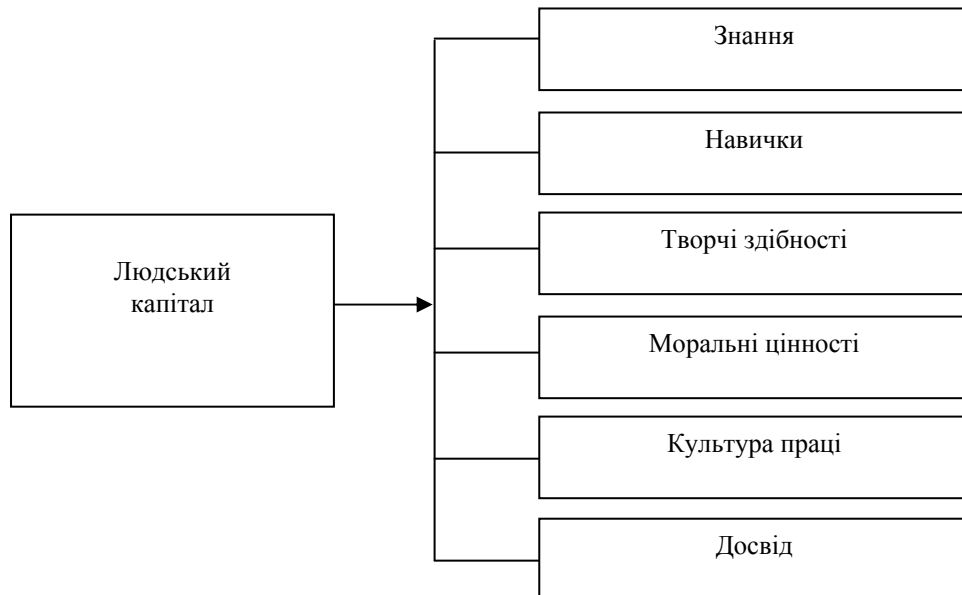 Людський
капітал
Знання
Навички
Творчі здібності
Моральні цінності
Культура праці
Досвід